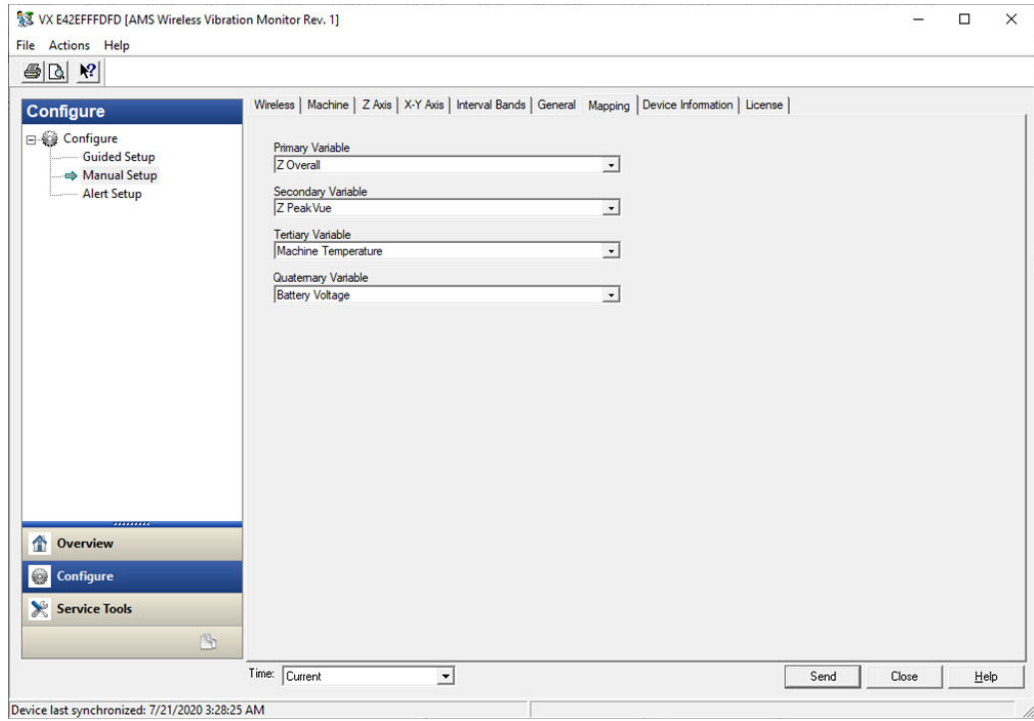 VX E42EFFFDFD [AMS Wireless Vibration Monitor Rev. 1]
File Actions Help
Configure
Configure
Guided Setup
Manual Setup
Alert Setup
Overview
Configure
Service Tools
Wireless Machine Z Axis X-Y Axis Interval Bands General Mapping Device Information License
Primary Variable
Z Overall
Secondary Variable
Z PeakVue
Tertiary Variable
Machine Temperature
Quaternary Variable
Battery Voltage
Time: Current Send Close Help
Device last synchronized: 7/21/2020 3:28:25 AM